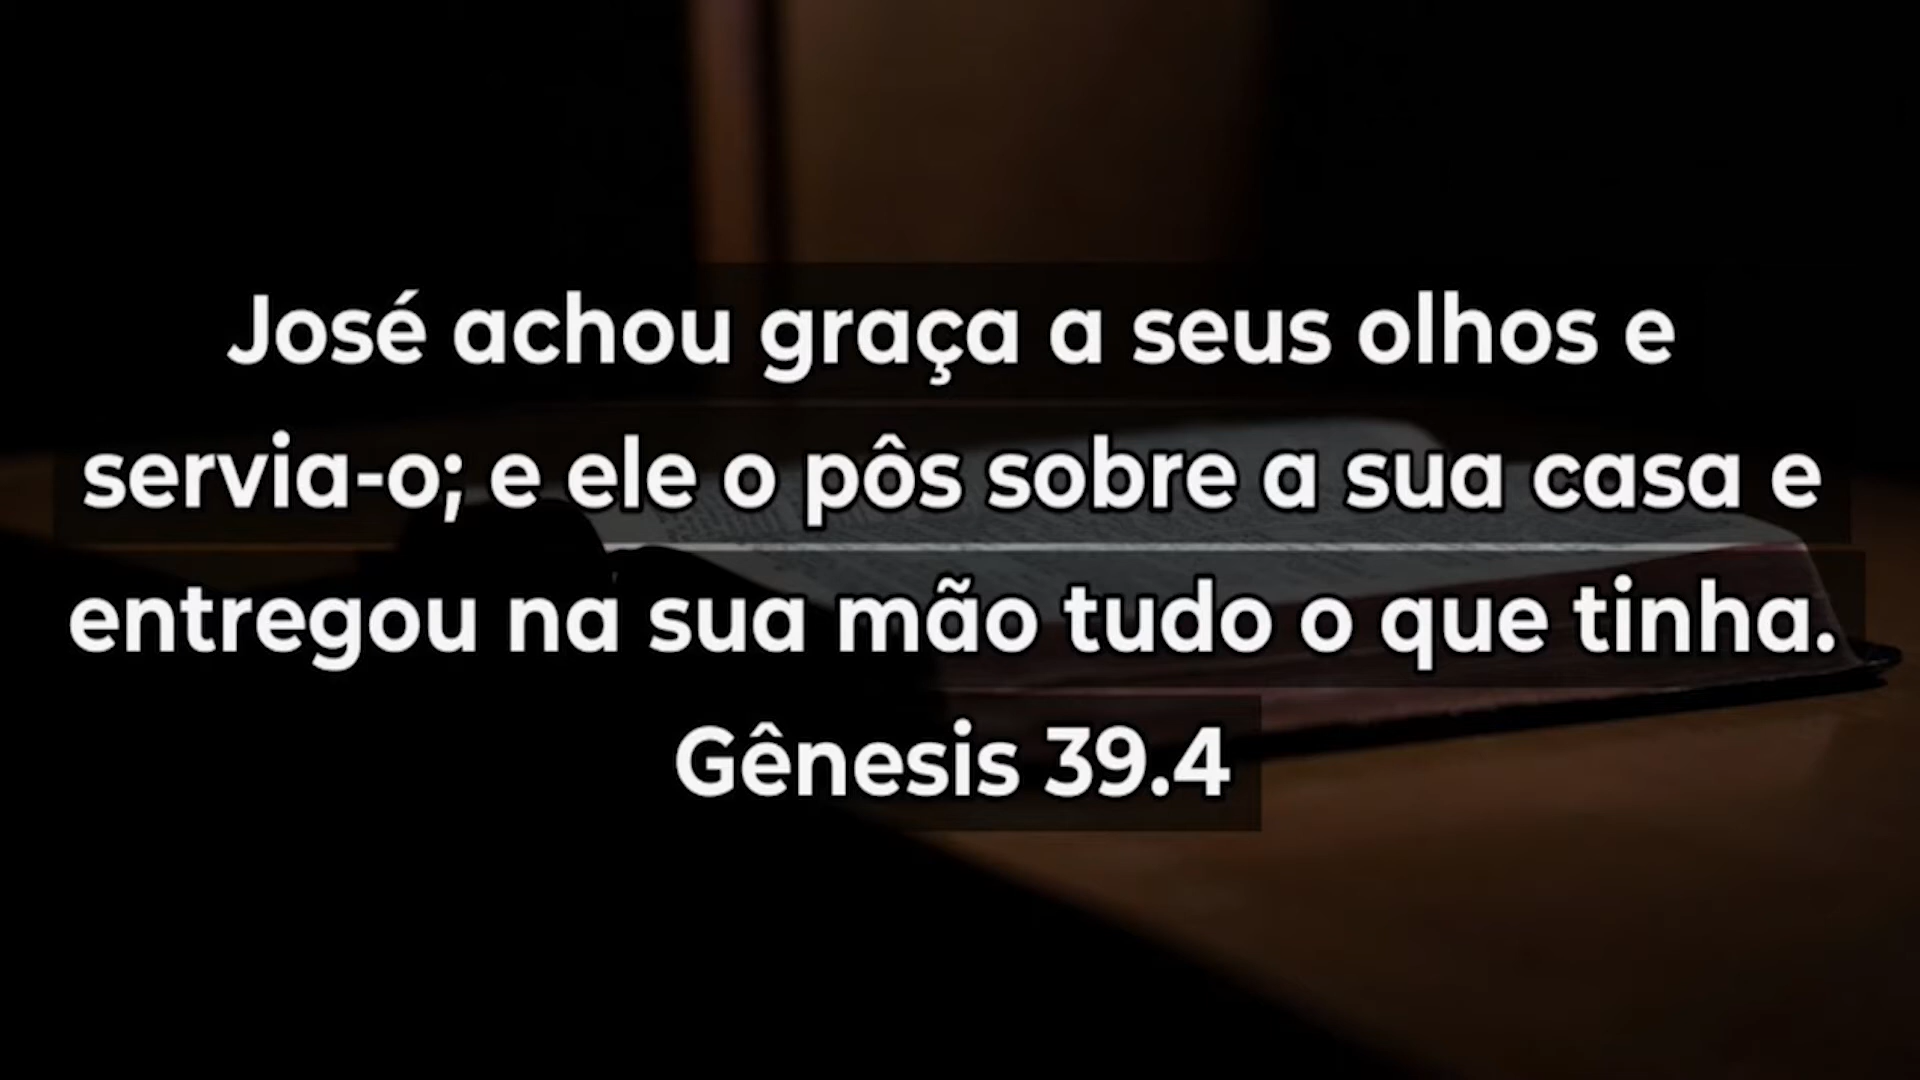 José achou graça a seus olhos e
servia-o; e ele o pôs sobre a sua casa e
entregou na sua mão tudo o que tinha.
Gênesis 39.4